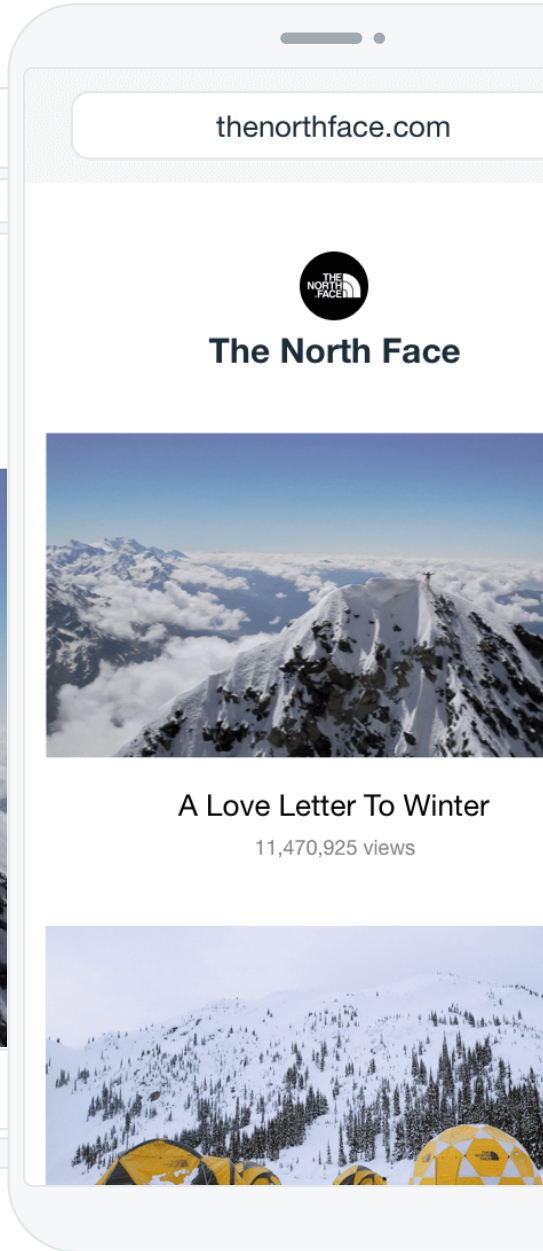 thenorthface.com
THE
NORTH
FACE
The North Face
A Love Letter To Winter
11,470,925 views